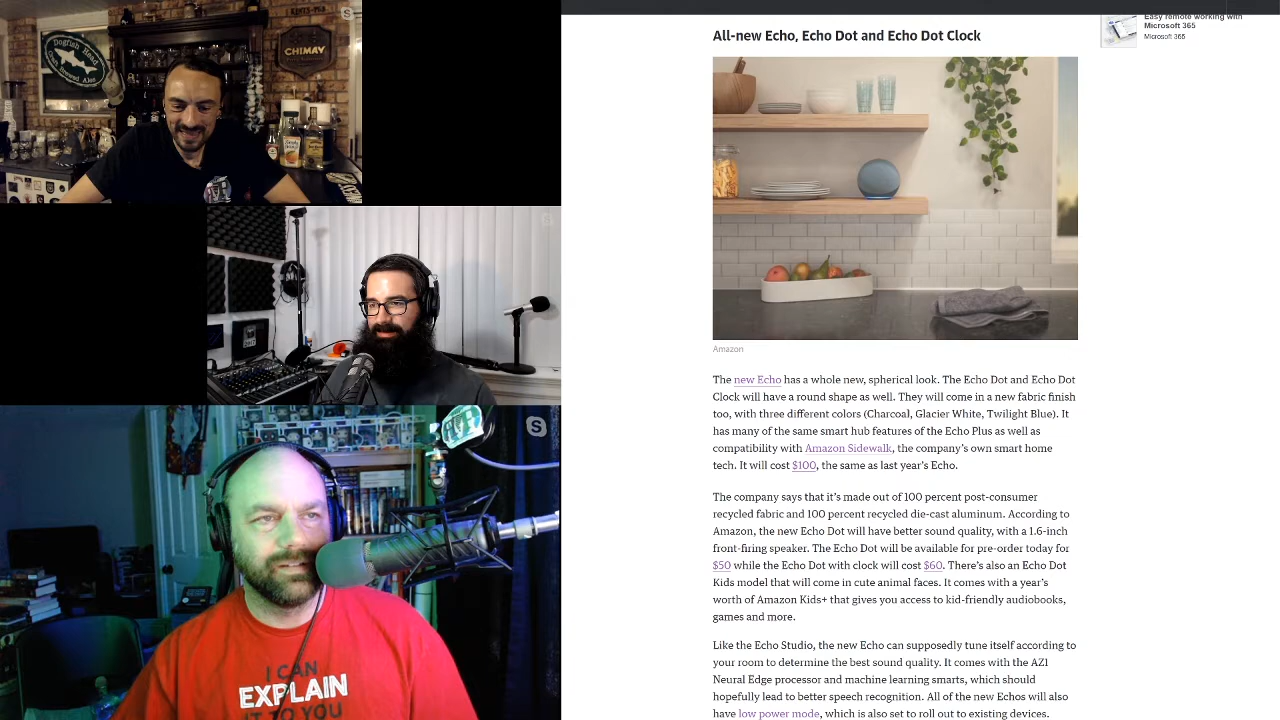 Dogfish Head
Craft Brewed Ales
CHIMAY
I CAN
EXPLAIN
IT TO YOU
Easy remote working with
Microsoft 365
Microsoft 365
All-new Echo, Echo Dot and Echo Dot Clock
Amazon
The new Echo has a whole new, spherical look. The Echo Dot and Echo Dot
Clock will have a round shape as well. They will come in a new fabric finish
too, with three different colors (Charcoal, Glacier White, Twilight Blue). It
has many of the same smart hub features of the Echo Plus as well as
compatibility with Amazon Sidewalk, the company's own smart home
tech. It will cost $100, the same as last year's Echo.
The company says that it's made out of 100 percent post-consumer
recycled fabric and 100 percent recycled die-cast aluminum. According to
Amazon, the new Echo Dot will have better sound quality, with a 1.6-inch
front-firing speaker. The Echo Dot will be available for pre-order today for
$50 while the Echo Dot with clock will cost $60. There's also an Echo Dot
Kids model that will come in cute animal faces. It comes with a year's
worth of Amazon Kids+ that gives you access to kid-friendly audiobooks,
games and more.
Like the Echo Studio, the new Echo can supposedly tune itself according to
your room to determine the best sound quality. It comes with the AZ1
Neural Edge processor and machine learning smarts, which should
hopefully lead to better speech recognition. All of the new Echos will also
have low power mode, which is also set to roll out to existing devices.